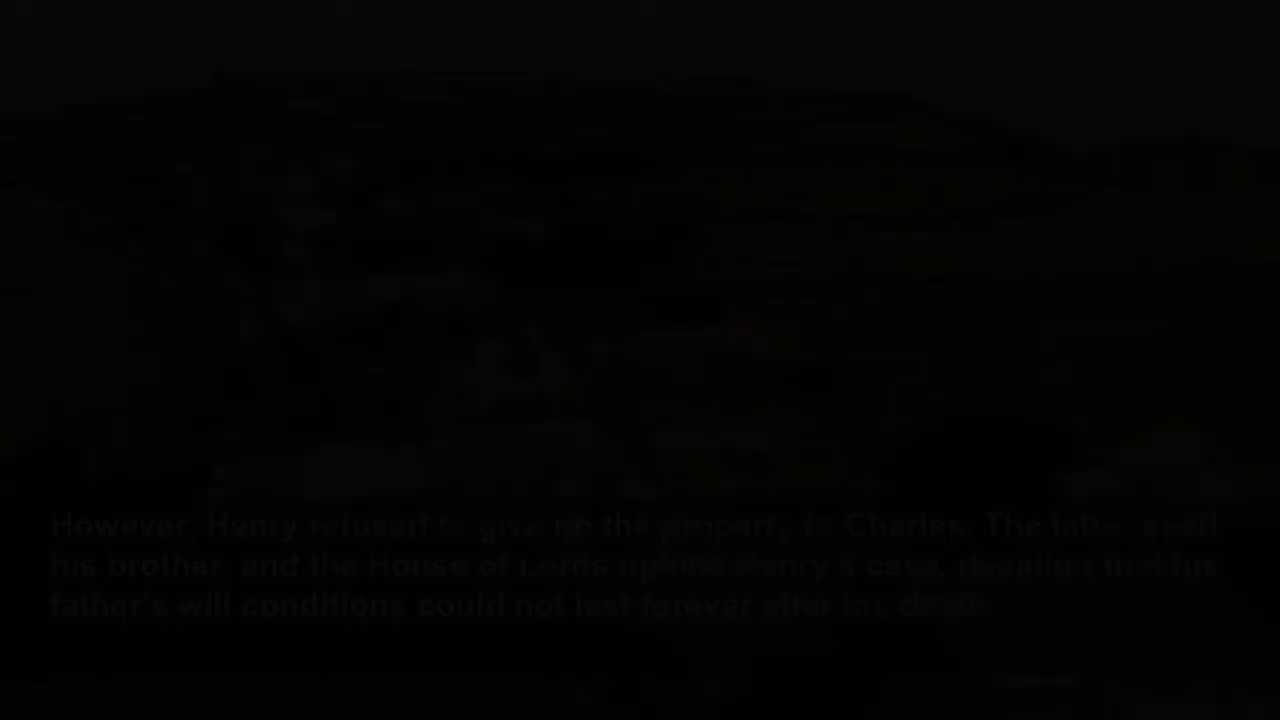 However, Henry refused to give up the property to Charles. The latter sued
his brother, and the House of Lords upheld Henry's case, deciding that his
father's will conditions could not last forever after his death.